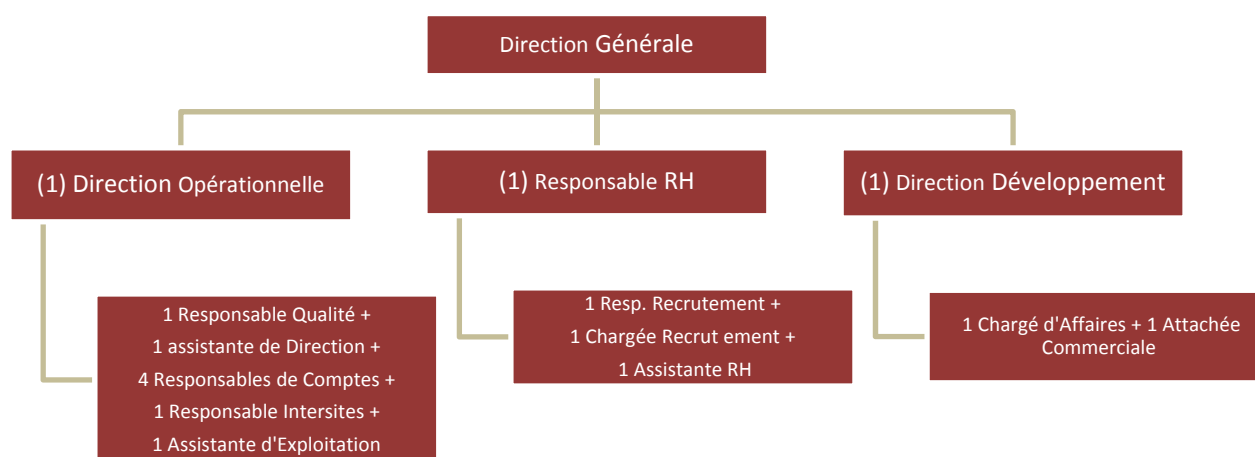 Direction Générale
(1) Direction Opérationnelle
(1) Responsable RH
(1) Direction Développement
1 Responsable Qualité +
1 assistante de Direction +
4 Responsables de Comptes +
1 Responsable Intersites +
1 Assistante d'Exploitation
1 Resp. Recrutement +
1 Chargée Recrut ement +
1 Assistante RH
1 Chargé d'Affaires + 1 Attachée
Commerciale